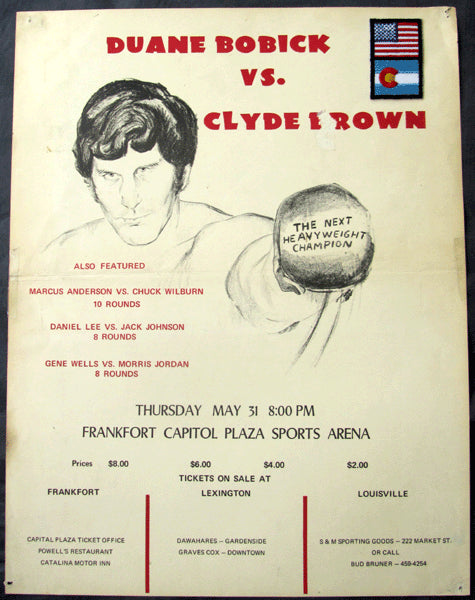 DUANE BOBICK
VS.
CLYDE BROWN
THE NEXT
HEAVYWEIGHT
CHAMPION
ALSO FEATURED
MARCUS ANDERSON VS. CHUCK WILBURN
10 ROUNDS
DANIEL LEE VS. JACK JOHNSON
8 ROUNDS
GENE WELLS VS. MORRIS JORDAN
8 ROUNDS
THURSDAY MAY 31 8:00 PM
FRANKFORT CAPITOL PLAZA SPORTS ARENA
Prices $8.00 $6.00 $4.00 $2.00
TICKETS ON SALE AT
FRANKFORT LEXINGTON LOUISVILLE
CAPITAL PLAZA TICKET OFFICE
POWELL'S RESTAURANT
CATALINA MOTOR INN
DAWAHARES – GARDENSIDE
GRAVES COX – DOWNTOWN
S & M SPORTING GOODS – 222 MARKET ST.
OR CALL
BUD BRUNER – 459-4254